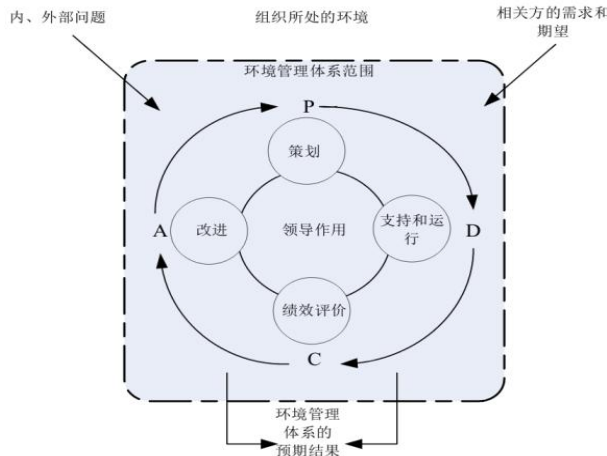 内、外部问题
组织所处的环境
相关方的需求和
期望
环境管理体系范围
P
策划
A
改进
领导作用
支持和运
行
D
绩效评价
C
环境管理
体系的
预期结果